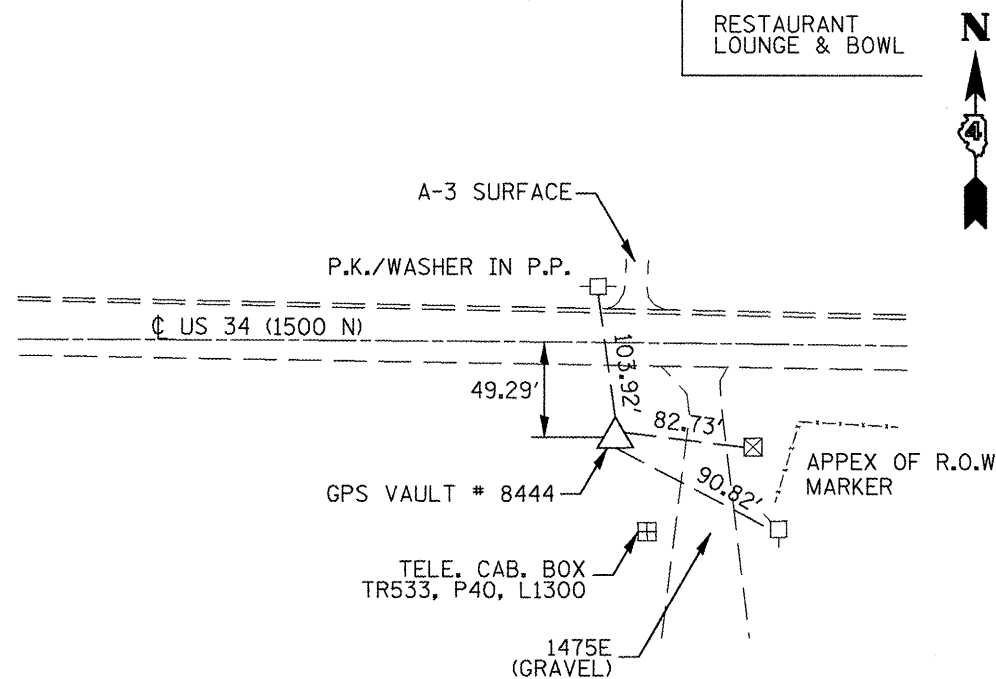 RESTAURANT
LOUNGE & BOWL
N
4
A-3 SURFACE
P.K./WASHER IN P.P.
℄ US 34 (1500 N)
103.92'
49.29'
82.73'
90.82'
APPEX OF R.O.W
MARKER
GPS VAULT # 8444
TELE. CAB. BOX
TR533, P40, L1300
1475E
(GRAVEL)